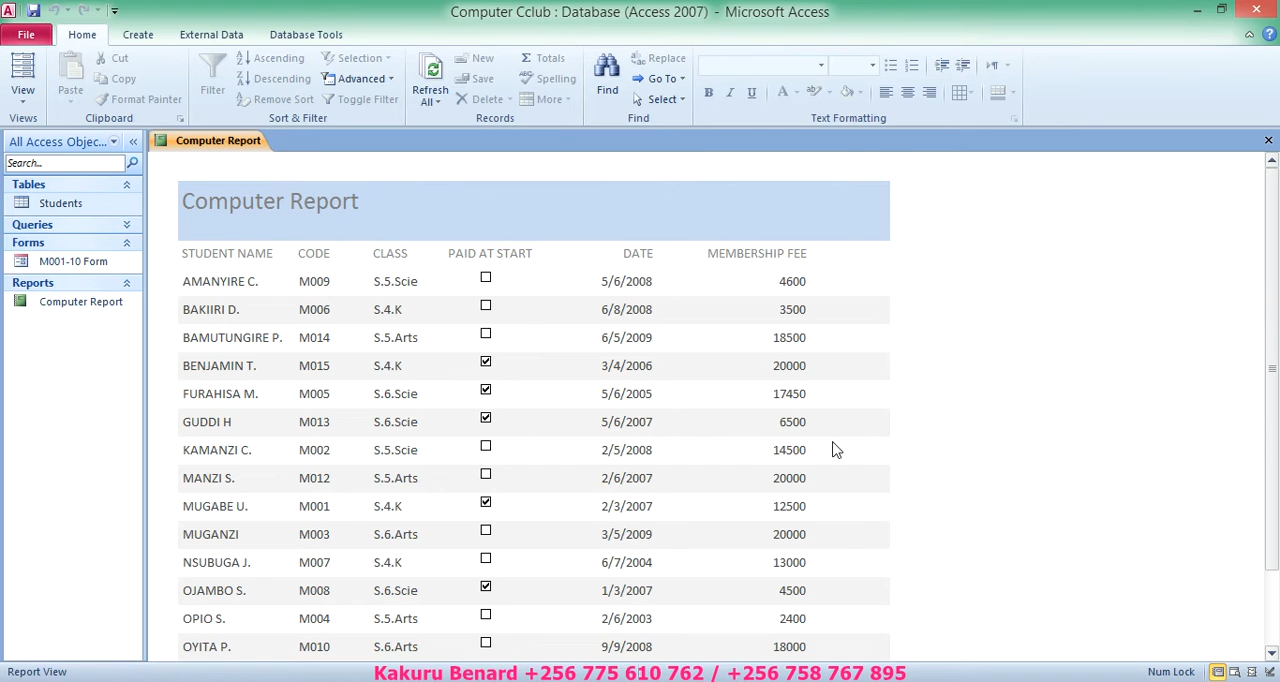 Computer Cclub : Database (Access 2007) - Microsoft Access
File Home Create External Data Database Tools
View Paste Cut Copy Format Painter Filter Ascending Descending Remove Sort Selection Advanced Toggle Filter Refresh All New Save Delete Totals Spelling More Find Replace Go To Select B I U A
Views Clipboard Sort & Filter Records Find Text Formatting
All Access Objec...
Search...
Tables
Students
Queries
Forms
M001-10 Form
Reports
Computer Report
Computer Report
Computer Report
STUDENT NAME CODE CLASS PAID AT START DATE MEMBERSHIP FEE
AMANYIRE C. M009 S.5.Scie 5/6/2008 4600
BAKIIRI D. M006 S.4.K 6/8/2008 3500
BAMUTUNGIRE P. M014 S.5.Arts 6/5/2009 18500
BENJAMIN T. M015 S.4.K 3/4/2006 20000
FURAHISA M. M005 S.6.Scie 5/6/2005 17450
GUDDI H M013 S.6.Scie 5/6/2007 6500
KAMANZI C. M002 S.5.Scie 2/5/2008 14500
MANZI S. M012 S.5.Arts 2/6/2007 20000
MUGABE U. M001 S.4.K 2/3/2007 12500
MUGANZI M003 S.6.Arts 3/5/2009 20000
NSUBUGA J. M007 S.4.K 6/7/2004 13000
OJAMBO S. M008 S.6.Scie 1/3/2007 4500
OPIO S. M004 S.5.Arts 2/6/2003 2400
OYITA P. M010 S.6.Arts 9/9/2008 18000
Report View Num Lock
Kakuru Benard +256 775 610 762 / +256 758 767 895